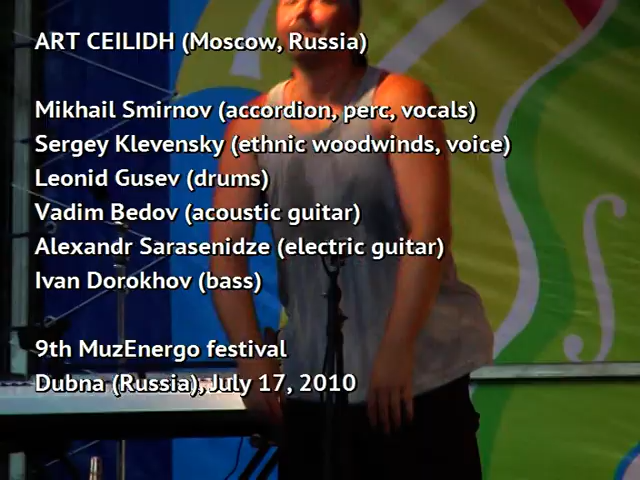 ART CEILIDH (Moscow, Russia)
Mikhail Smirnov (accordion, perc, vocals)
Sergey Klevensky (ethnic woodwinds, voice)
Leonid Gusev (drums)
Vadim Bedov (acoustic guitar)
Alexandr Sarasenidze (electric guitar)
Ivan Dorokhov (bass)
9th MuzEnergo festival
Dubna (Russia), July 17, 2010